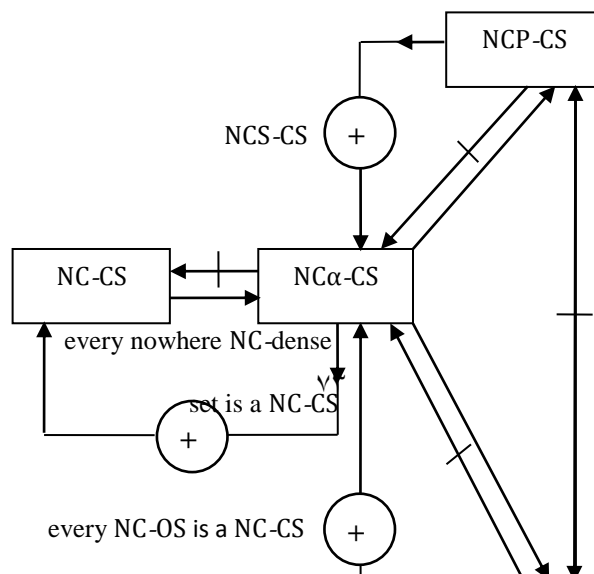 NCP-CS
NCS-CS
+
NC-CS
NCα-CS
every nowhere NC-dense
set is a NC-CS
+
every NC-OS is a NC-CS
+